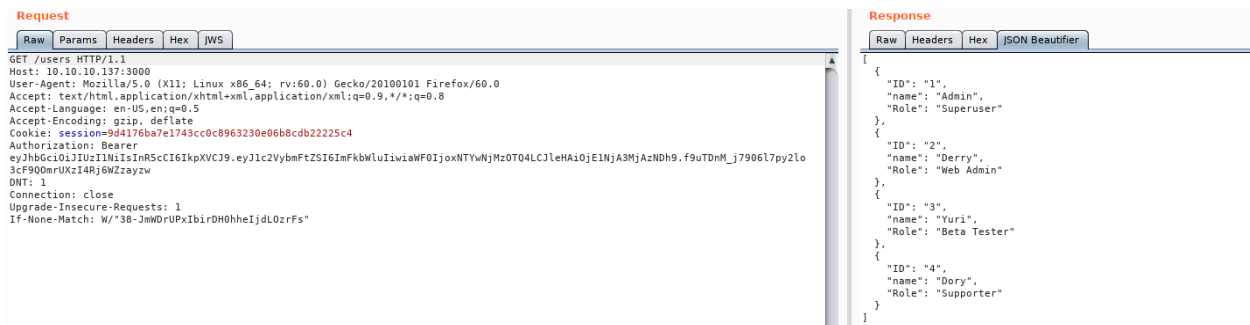 Request
Raw Params Headers Hex JWS
GET /users HTTP/1.1
Host: 10.10.10.137:3000
User-Agent: Mozilla/5.0 (X11; Linux x86_64; rv:60.0) Gecko/20100101 Firefox/60.0
Accept: text/html,application/xhtml+xml,application/xml;q=0.9,*/*;q=0.8
Accept-Language: en-US,en;q=0.5
Accept-Encoding: gzip, deflate
Cookie: session=9d4176ba7e1743cc0c8963230e06b8cdb22225c4
Authorization: Bearer
eyJhbGciOiJIUzI1NiIsInR5cCI6IkpXVCJ9.eyJ1c2VybmFtZSI6ImFkbWluIiwiaWF0IjoxNTYwNjMzOTQ4LCJleHAiOjE1NjA3MjAzNDh9.f9uTDnM_j7906l7py2lo
3cF9QOmrUXzI4Rj6WZzayzw
DNT: 1
Connection: close
Upgrade-Insecure-Requests: 1
If-None-Match: W/"38-JmWDrUPxIbirDH0hheIjdLOzrFs"
Response
Raw Headers Hex JSON Beautifier
[
{
"ID": "1",
"name": "Admin",
"Role": "Superuser"
},
{
"ID": "2",
"name": "Derry",
"Role": "Web Admin"
},
{
"ID": "3",
"name": "Yuri",
"Role": "Beta Tester"
},
{
"ID": "4",
"name": "Dory",
"Role": "Supporter"
}
]